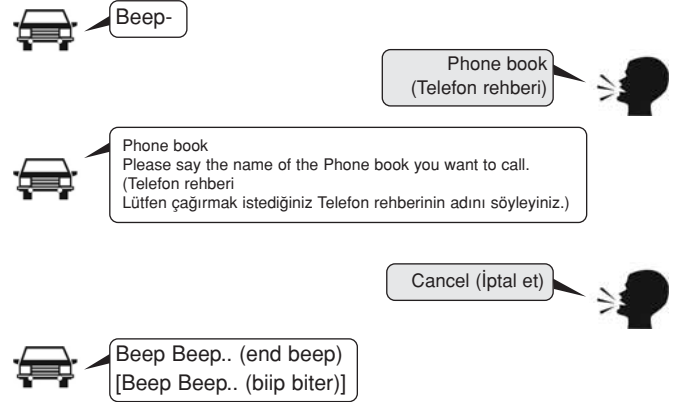 Beep-
Phone book
(Telefon rehberi)
Phone book
Please say the name of the Phone book you want to call.
(Telefon rehberi
Lütfen çağırmak istediğiniz Telefon rehberinin adını söyleyiniz.)
Cancel (İptal et)
Beep Beep.. (end beep)
[Beep Beep.. (biip biter)]